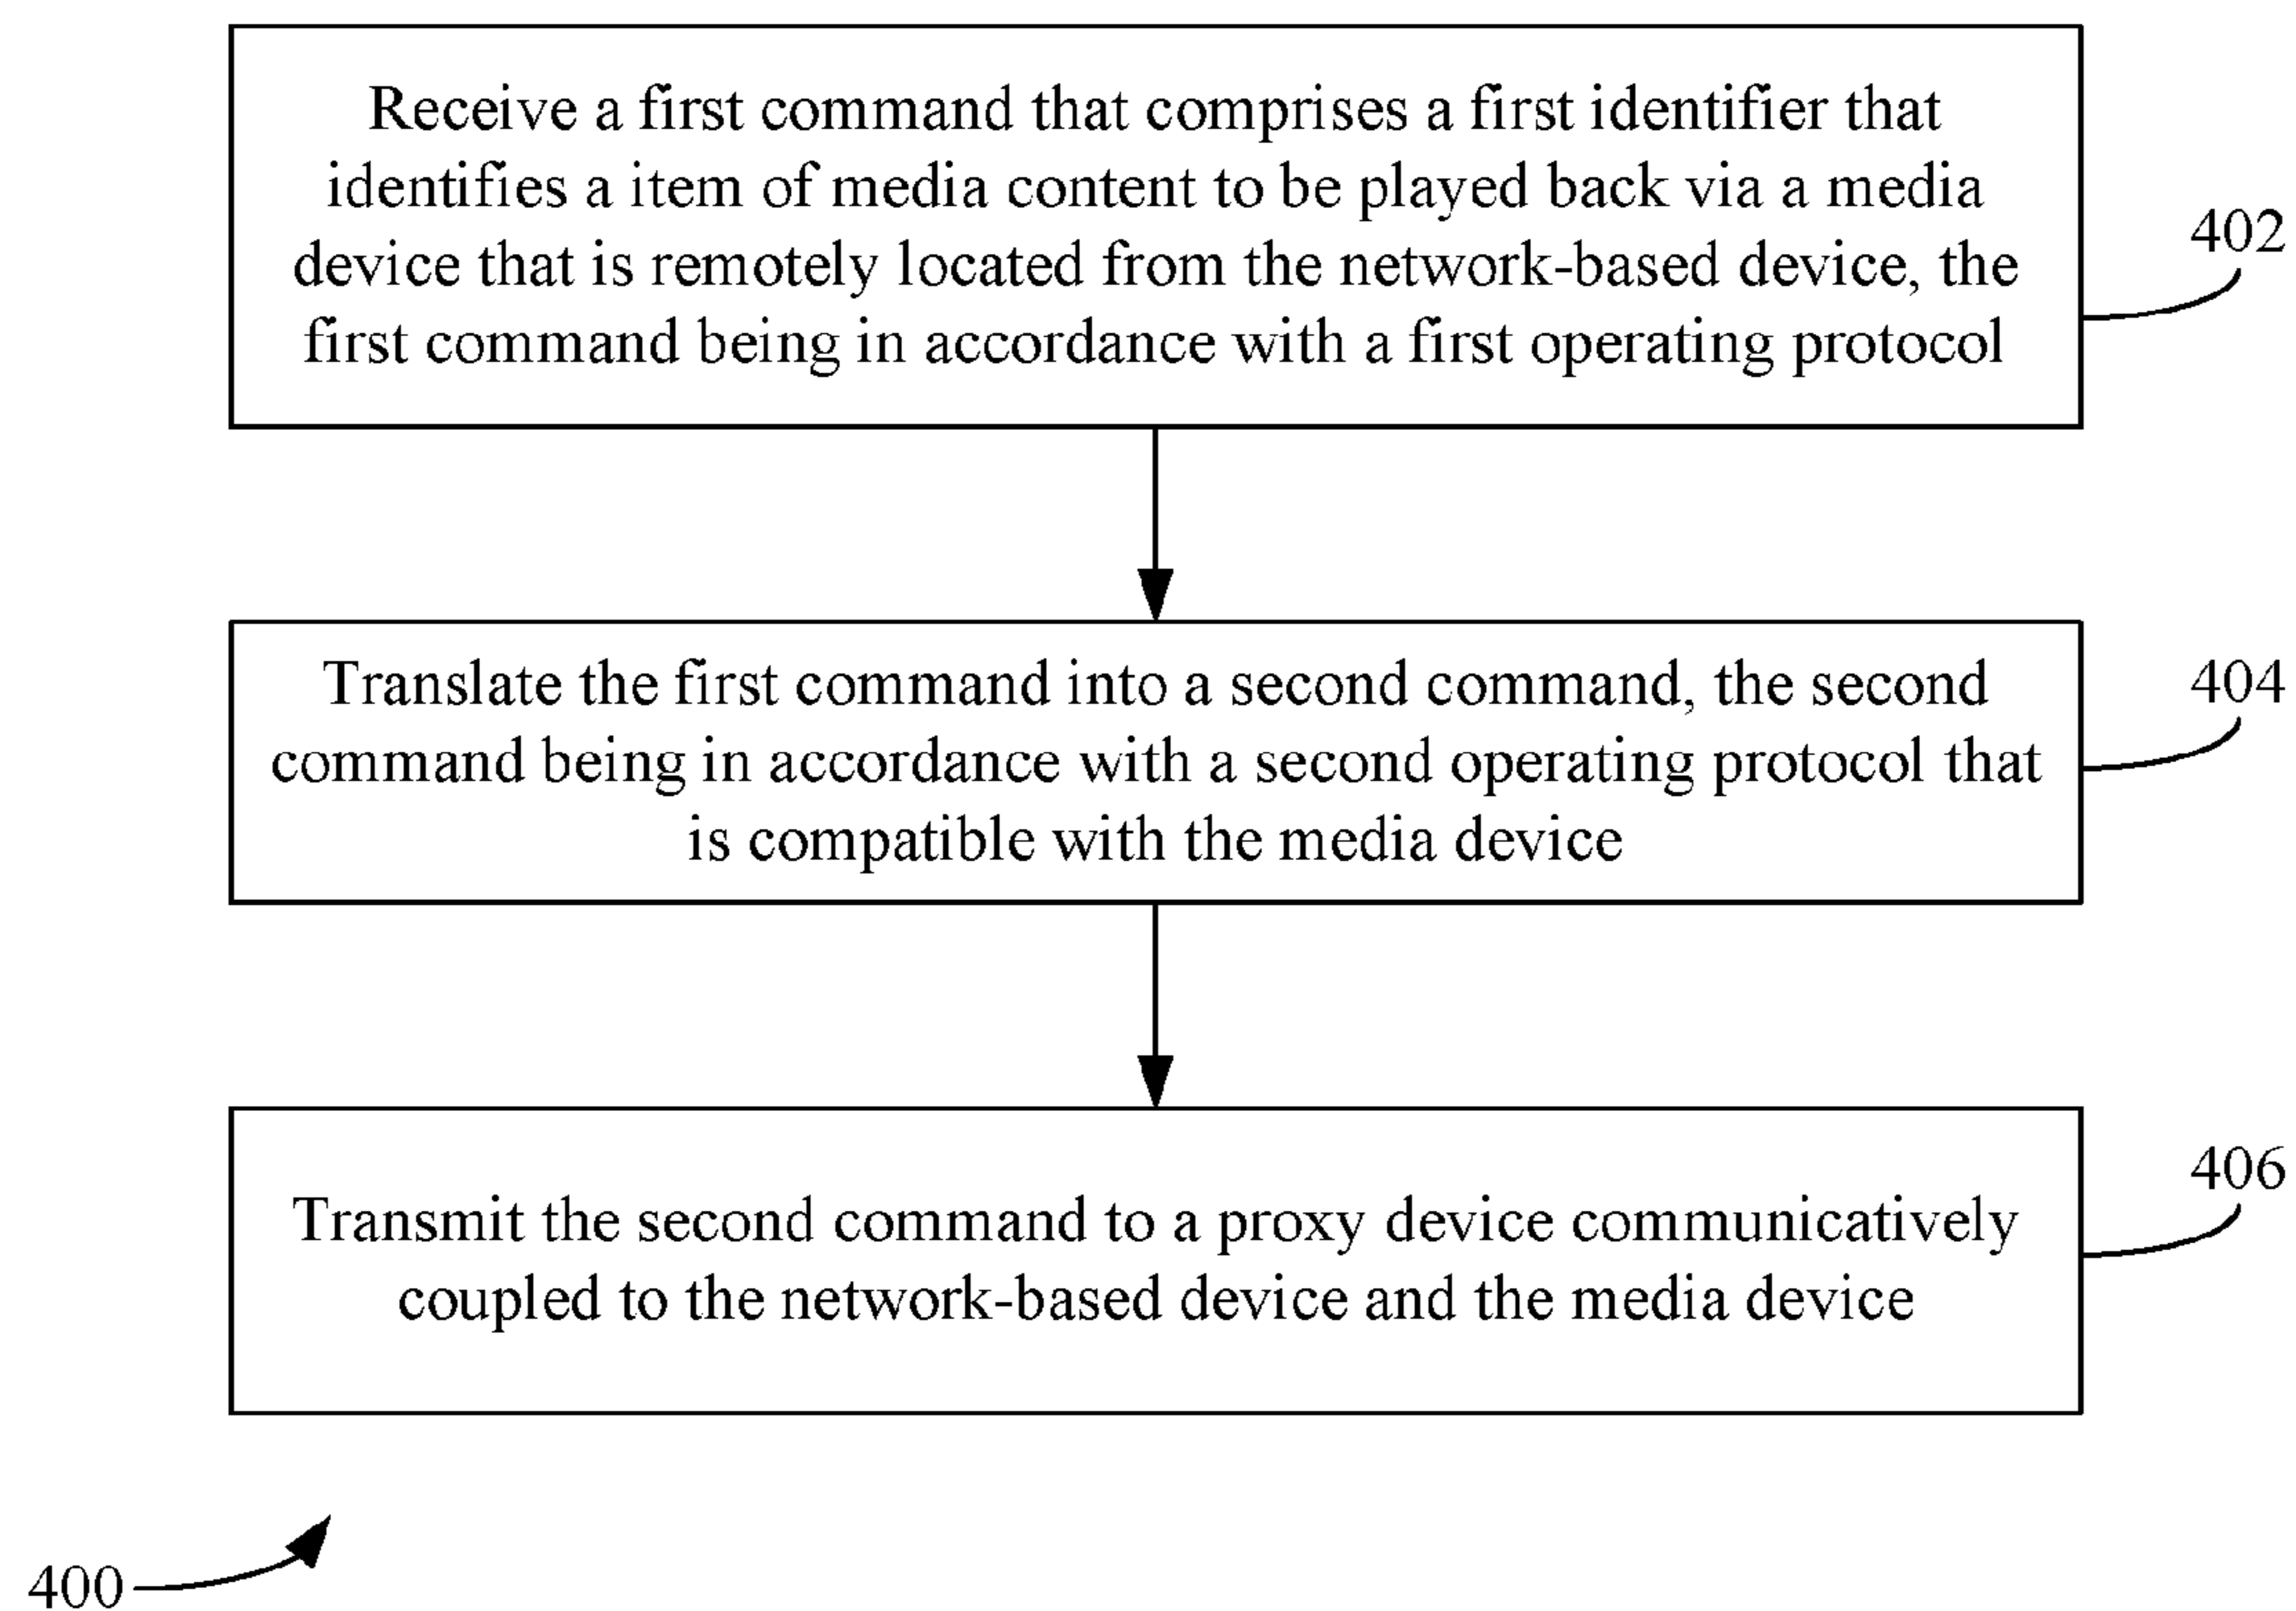 Receive a first command that comprises a first identifier that
identifies a item of media content to be played back via a media
device that is remotely located from the network-based device, the
first command being in accordance with a first operating protocol
402
Translate the first command into a second command, the second
command being in accordance with a second operating protocol that
is compatible with the media device
404
Transmit the second command to a proxy device communicatively
coupled to the network-based device and the media device
406
400